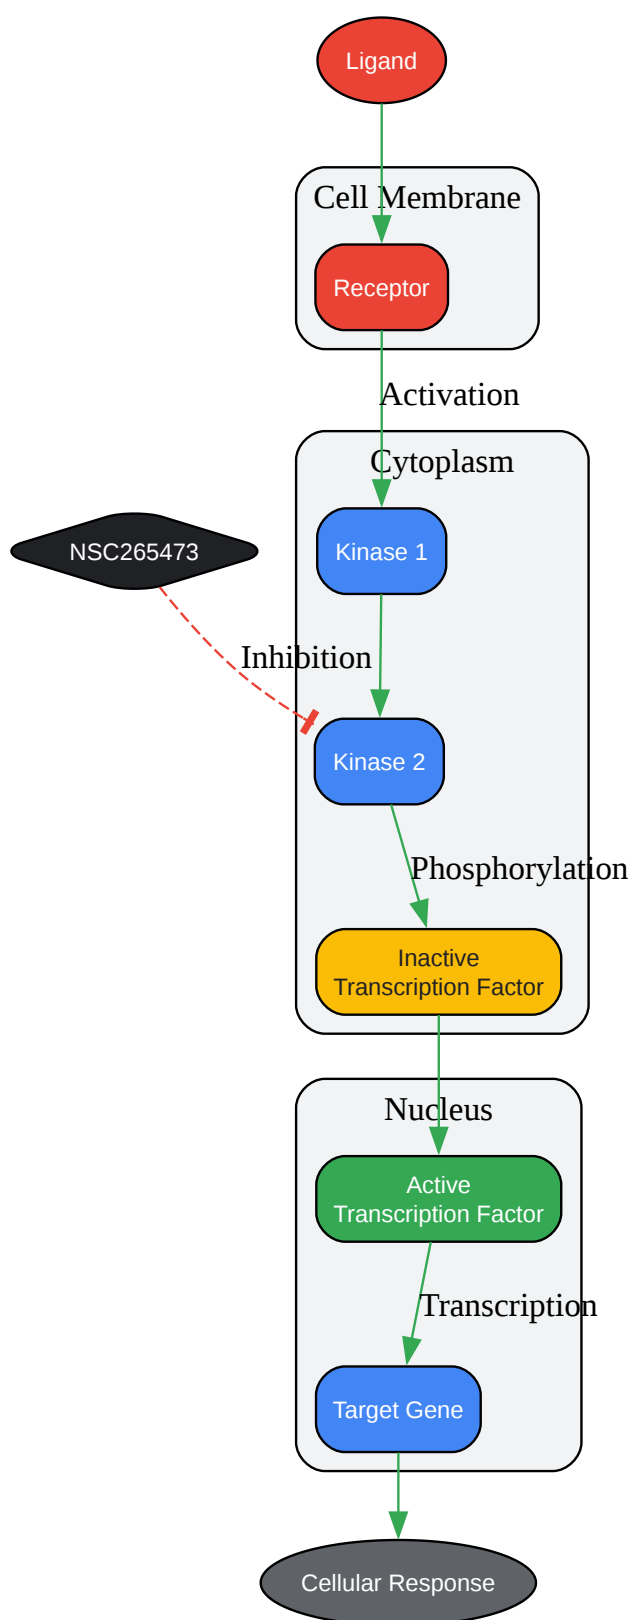 Ligand
Cell Membrane
Receptor
Activation
Cytoplasm
NSC265473
Kinase 1
Inhibition
Kinase 2
Phosphorylation
Inactive
Transcription Factor
Nucleus
Active
Transcription Factor
Transcription
Target Gene
Cellular Response